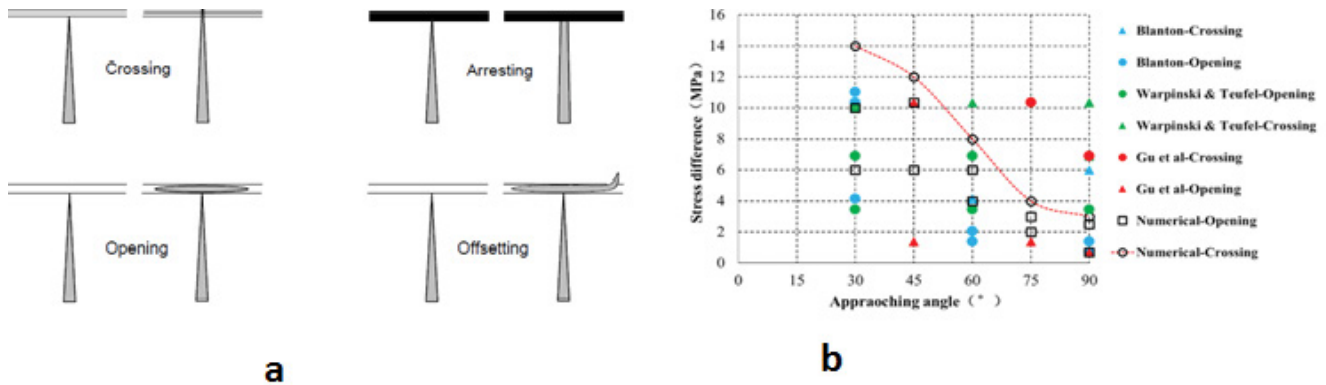 Crossing
Arresting
Opening
Offsetting
a
Stress difference (MPa)
16
14
12
10
8
6
4
2
0
0 15 30 45 60 75 90
Appraoching angle ( ° )
Blanton-Crossing
Blanton-Opening
Warpinski & Teufel-Opening
Warpinski & Teufel-Crossing
Gu et al-Crossing
Gu et al-Opening
Numerical-Opening
Numerical-Crossing
b